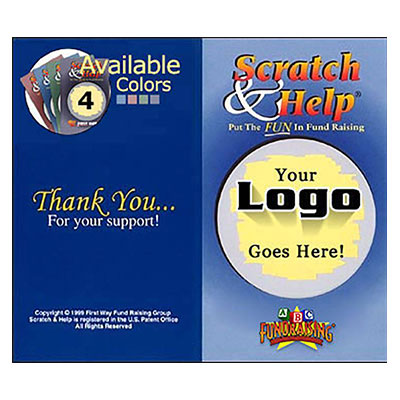 Available
Colors
4
Thank You...
For your support!
Copyright © 1999 First Way Fund Raising Group
Scratch & Help is registered in the U.S. Patent Office
All Rights Reserved
Scratch
& Help®
Put The FUN In Fund Raising
Your
Logo
Goes Here!
A B C
FUNDRAISING